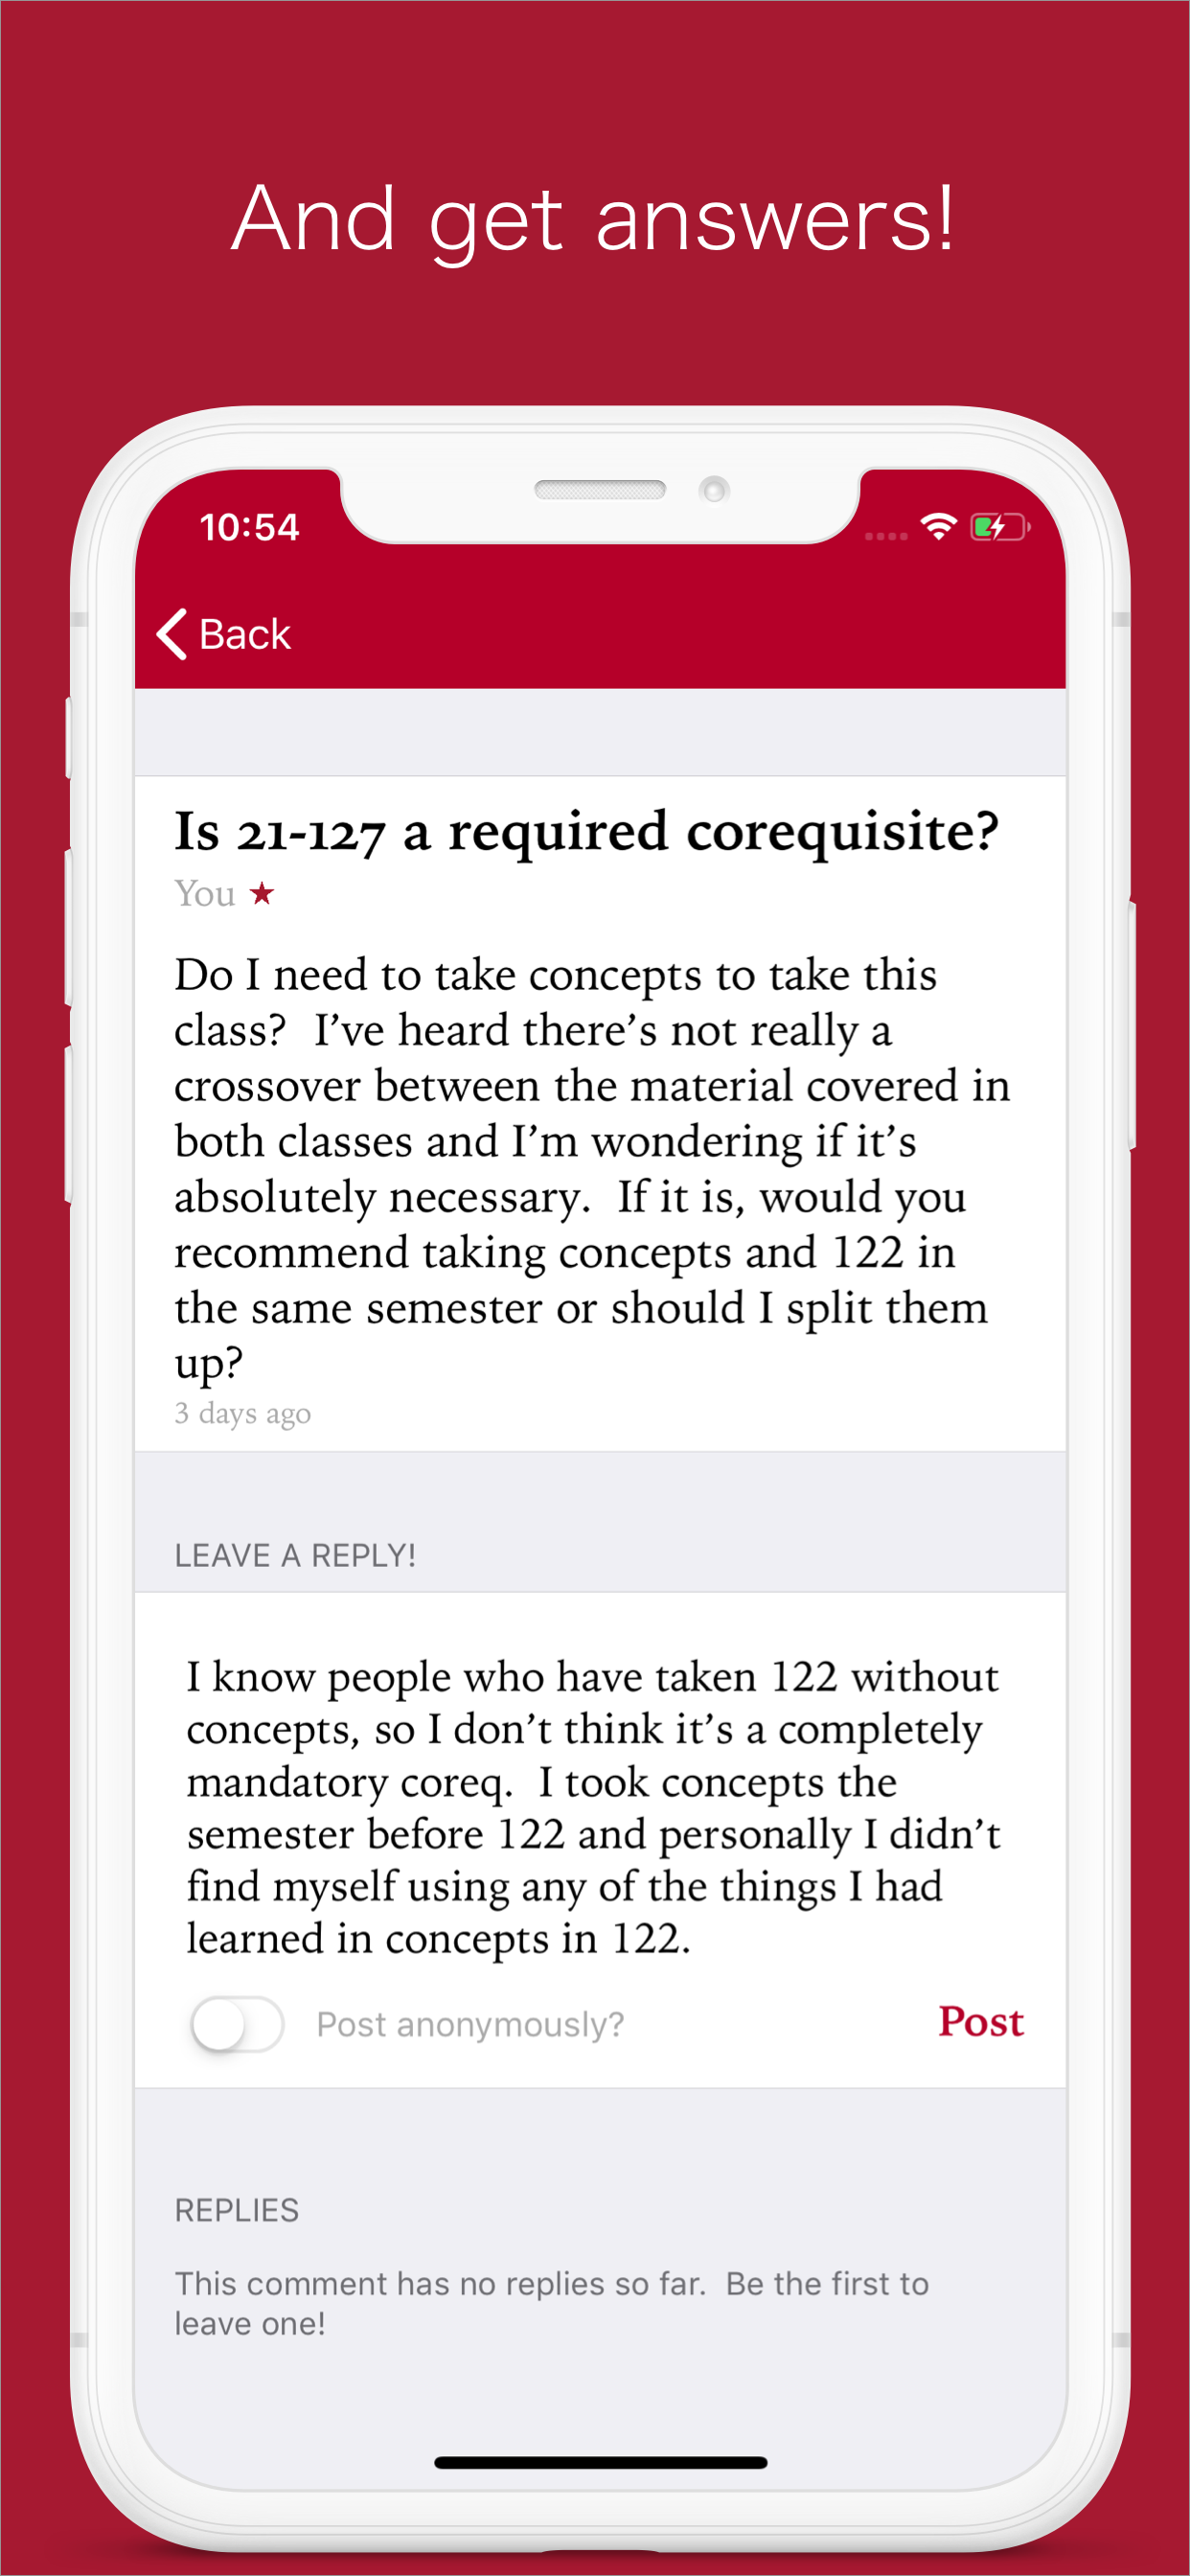 And get answers!
10:54
Back
Is 21-127 a required corequisite?
You ★
Do I need to take concepts to take this
class?  I’ve heard there’s not really a
crossover between the material covered in
both classes and I’m wondering if it’s
absolutely necessary.  If it is, would you
recommend taking concepts and 122 in
the same semester or should I split them
up?
3 days ago
LEAVE A REPLY!
I know people who have taken 122 without
concepts, so I don’t think it’s a completely
mandatory coreq.  I took concepts the
semester before 122 and personally I didn’t
find myself using any of the things I had
learned in concepts in 122.
Post anonymously?
Post
REPLIES
This comment has no replies so far.  Be the first to
leave one!